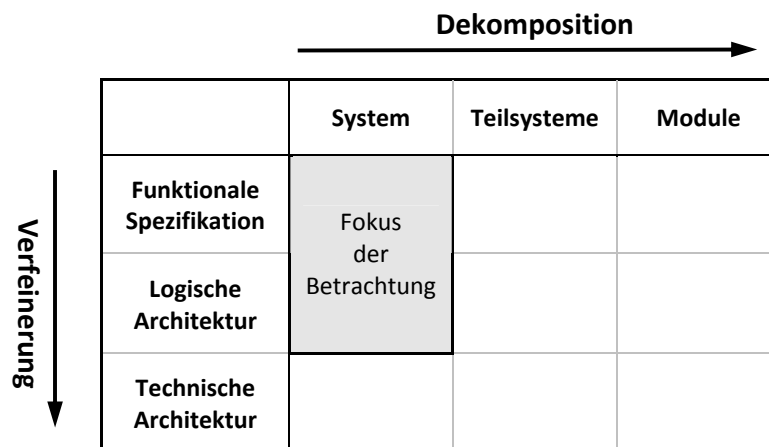 Dekomposition
System Teilsysteme Module
Verfeinerung
Funktionale
Spezifikation
Fokus
der
Betrachtung
Logische
Architektur
Technische
Architektur